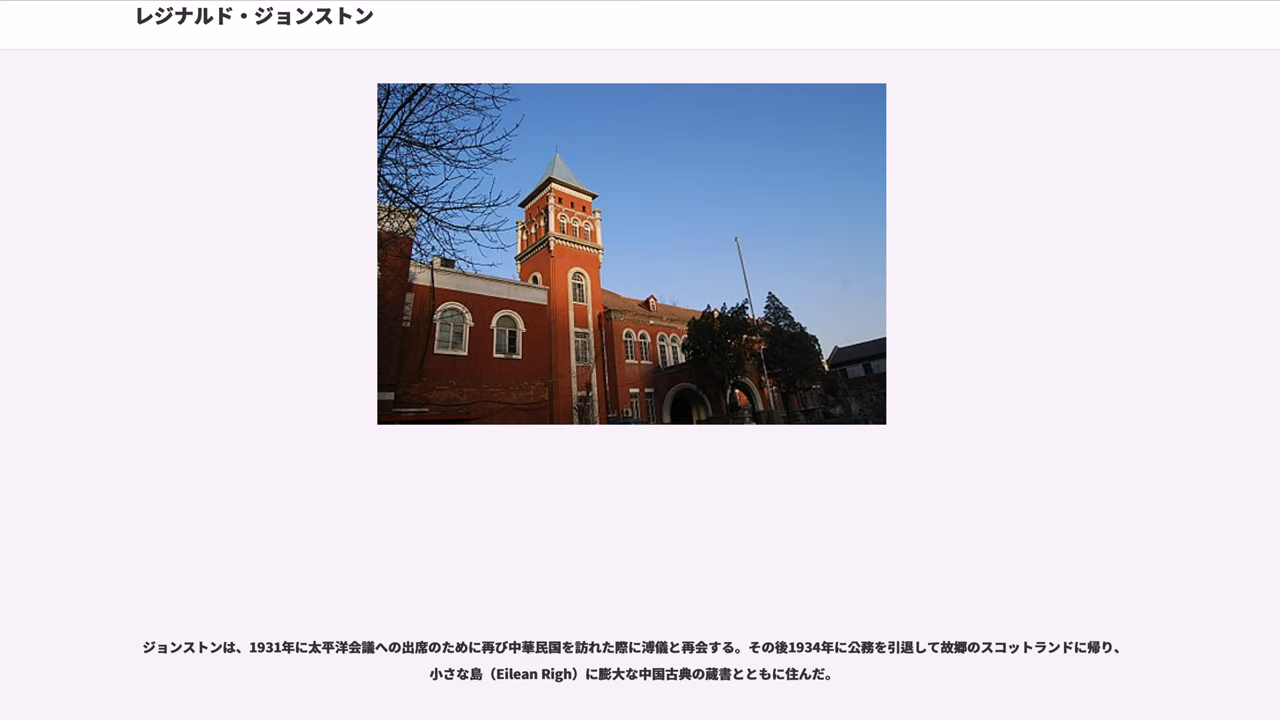 レジナルド・ジョンストン
ジョンストンは、1931年に太平洋会議への出席のために再び中華民国を訪れた際に溥儀と再会する。その後1934年に公務を引退して故郷のスコットランドに帰り、
小さな島（Eilean Righ）に膨大な中国古典の蔵書とともに住んだ。